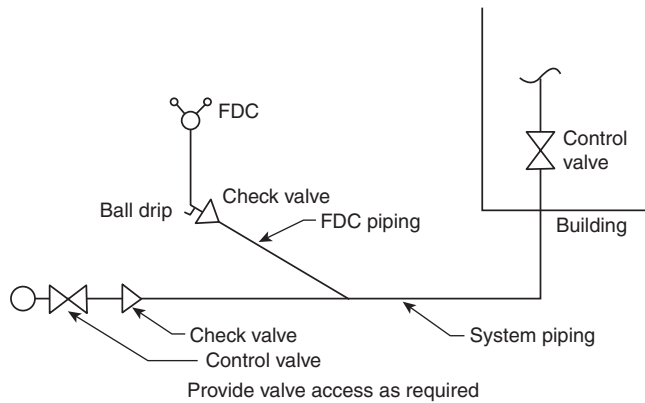 FDC
Control
valve
Check valve
Ball drip
FDC piping
Building
System piping
Check valve
Control valve
Provide valve access as required